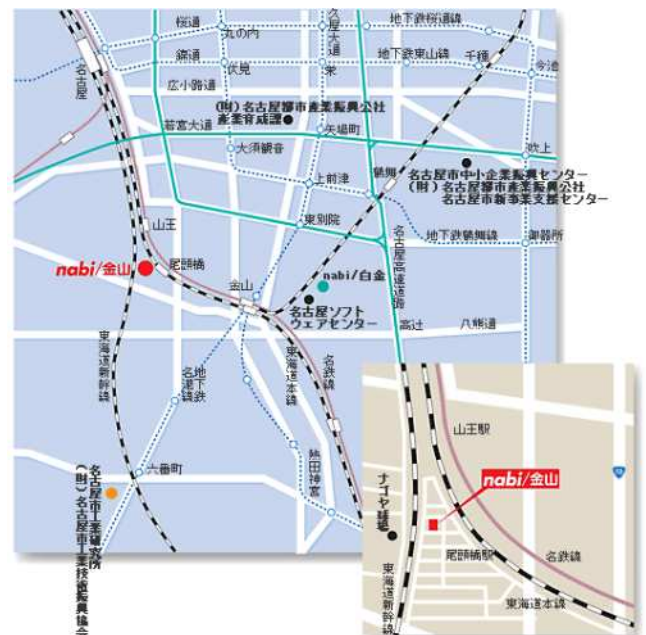 桜通
丸の内
久屋大通
地下鉄桜通線
錦通
伏見
栄
地下鉄東山線
千種
今池
名古屋
広小路通
(財)名古屋都市産業振興公社
産業育成課
若宮大通
矢場町
吹上
大須観音
上前津
鶴舞
名古屋市中小企業振興センター
(財)名古屋都市産業振興公社
名古屋市新事業支援センター
山王
東別院
名古屋高速道路
地下鉄鶴舞線
御器所
nabi/金山
尾頭橋
金山
nabi/白金
名古屋ソフト
ウェアセンター
高辻
八熊通
東海道新幹線
地下鉄
名港線
東海道本線
名鉄線
六番町
熱田神宮
名古屋市工業研究所
(財)名古屋市工業技術振興協会
山王駅
nabi/金山
ナゴヤ球場
尾頭橋駅
名鉄線
東海道新幹線
東海道本線